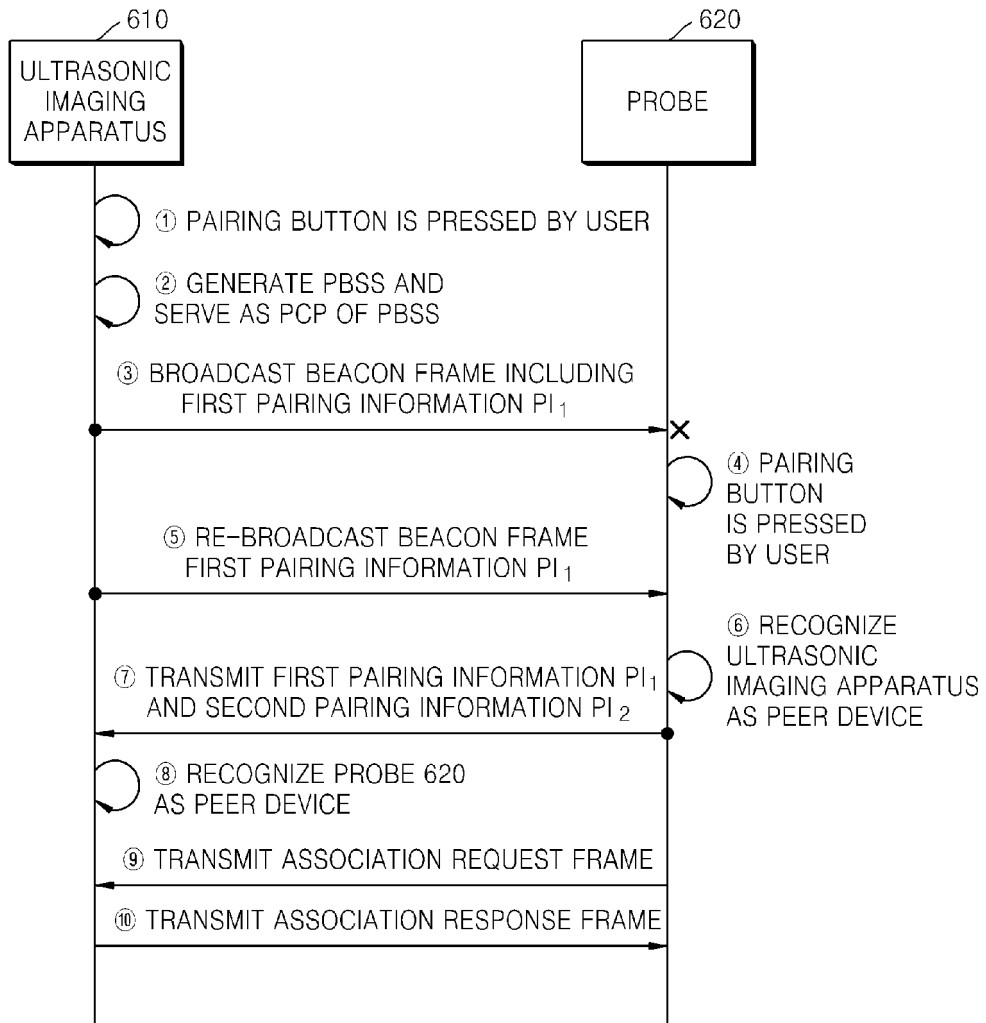 610
620
ULTRASONIC
IMAGING
APPARATUS
PROBE
① PAIRING BUTTON IS PRESSED BY USER
② GENERATE PBSS AND
SERVE AS PCP OF PBSS
③ BROADCAST BEACON FRAME INCLUDING
FIRST PAIRING INFORMATION PI₁
④ PAIRING
BUTTON
IS PRESSED
BY USER
⑤ RE-BROADCAST BEACON FRAME
FIRST PAIRING INFORMATION PI₁
⑥ RECOGNIZE
ULTRASONIC
IMAGING APPARATUS
AS PEER DEVICE
⑦ TRANSMIT FIRST PAIRING INFORMATION PI₁
AND SECOND PAIRING INFORMATION PI₂
⑧ RECOGNIZE PROBE 620
AS PEER DEVICE
⑨ TRANSMIT ASSOCIATION REQUEST FRAME
⑩ TRANSMIT ASSOCIATION RESPONSE FRAME